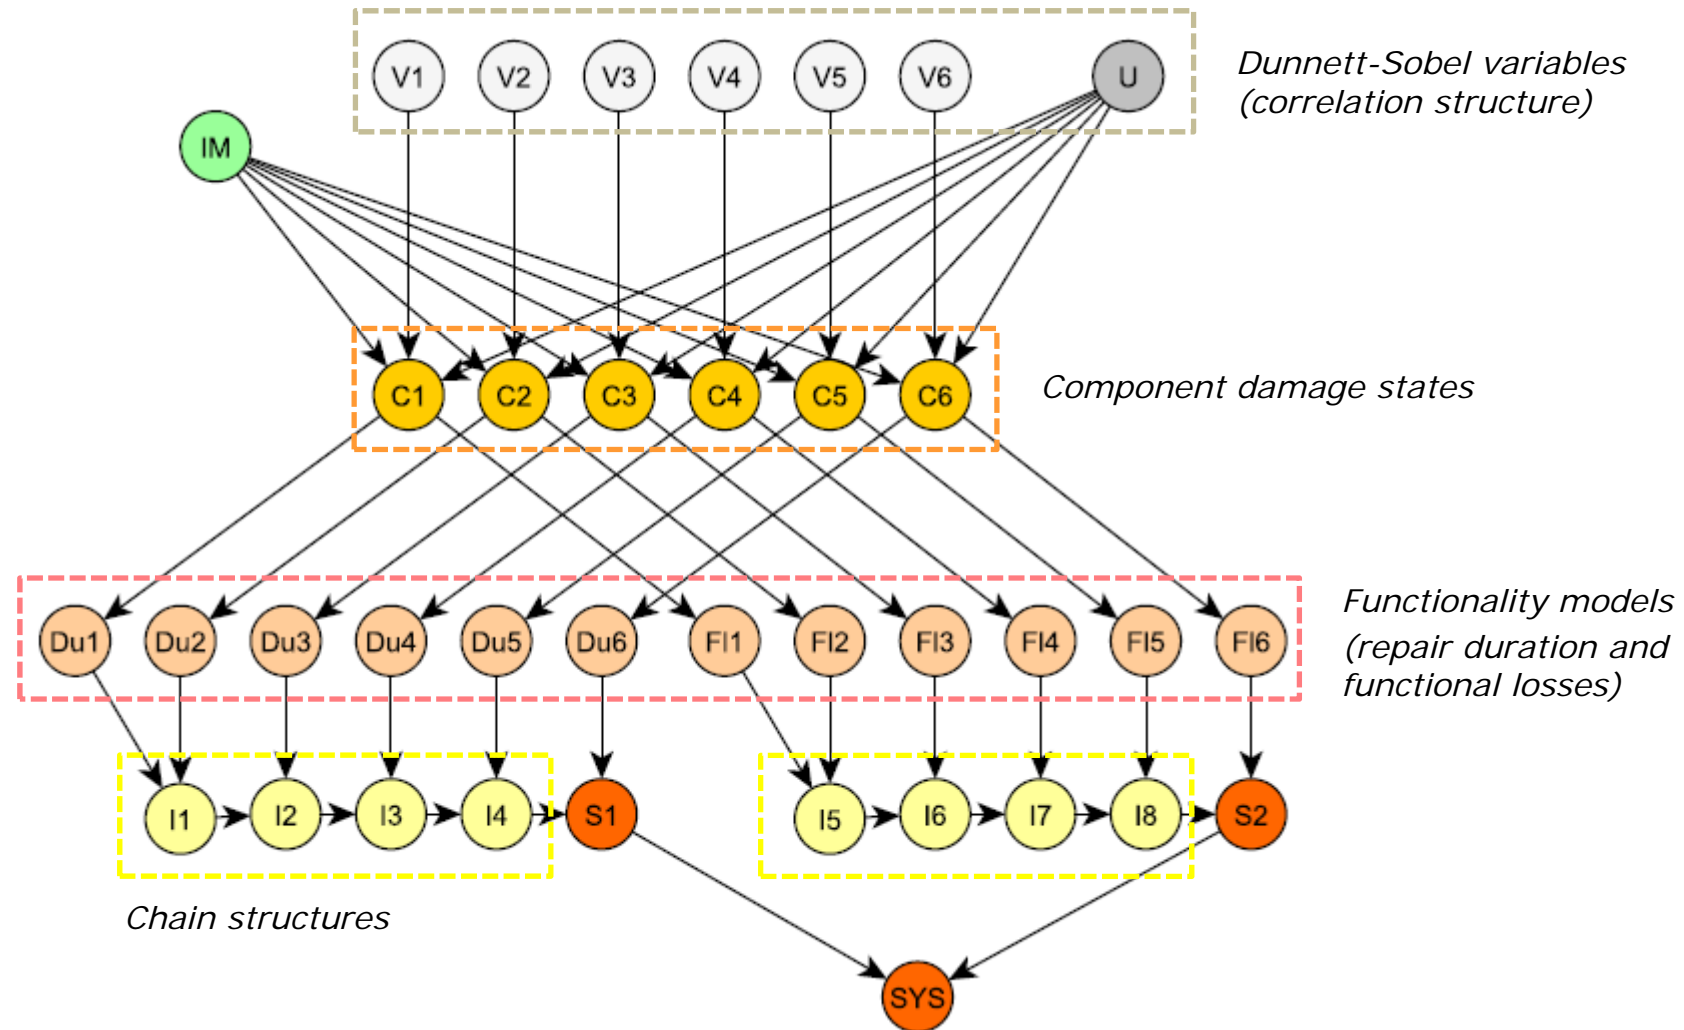 V1 V2 V3 V4 V5 V6 U
Dunnett-Sobel variables
(correlation structure)
IM
C1 C2 C3 C4 C5 C6
Component damage states
Du1 Du2 Du3 Du4 Du5 Du6 Fl1 Fl2 Fl3 Fl4 Fl5 Fl6
Functionality models
(repair duration and
functional losses)
I1 I2 I3 I4 S1 I5 I6 I7 I8 S2
Chain structures
SYS